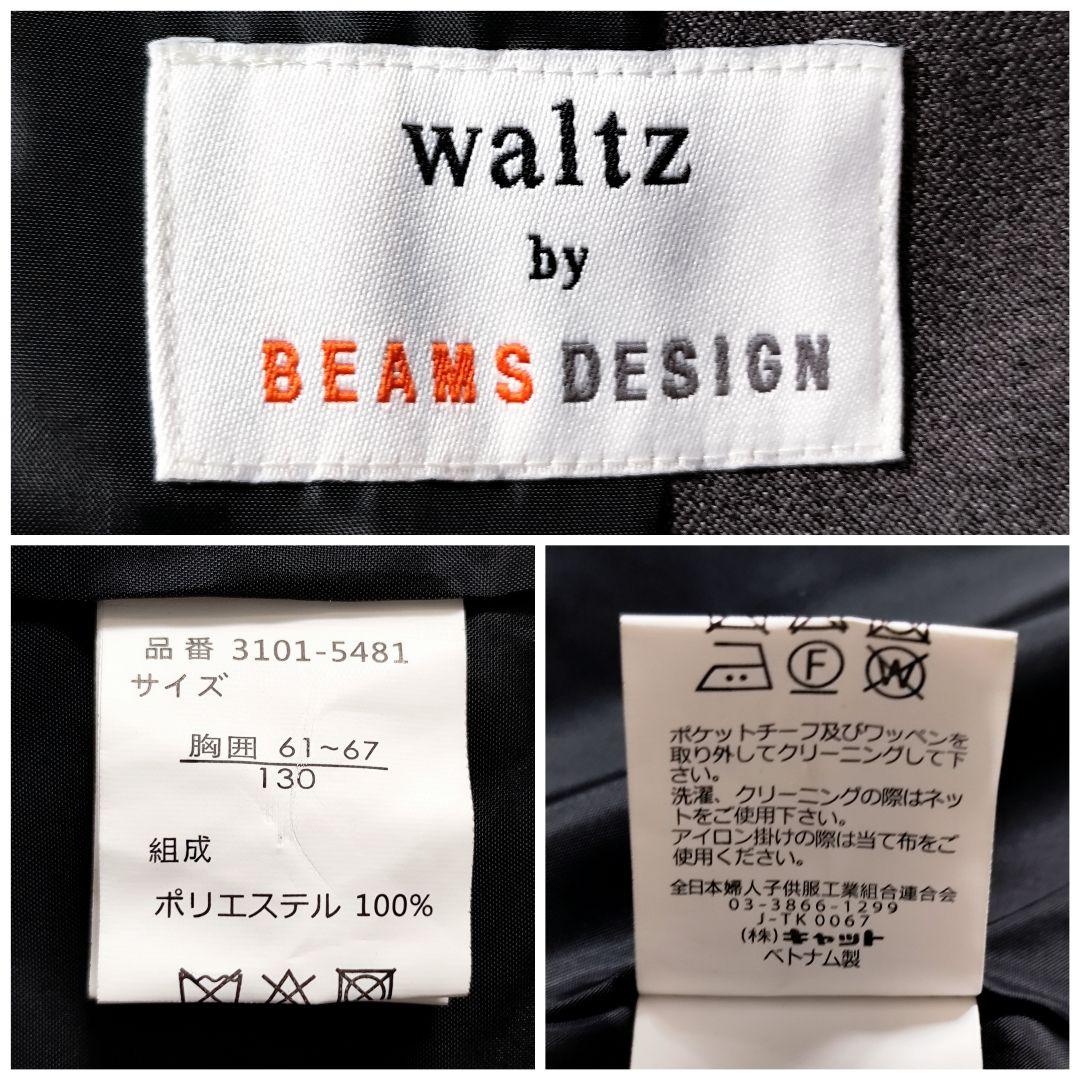 waltz
by
BEAMS DESIGN
品番 3101-5481
サイズ
胸囲 61~67
130
組成
ポリエステル 100%
F
W
ポケットチーフ及びワッペンを
取り外してクリーニングして下
さい。
洗濯、クリーニングの際はネッ
トをご使用下さい。
アイロン掛けの際は当て布をご
使用ください。
全日本婦人子供服工業組合連合会
03-3866-1299
J-TK0067
(株)キャット
ベトナム製